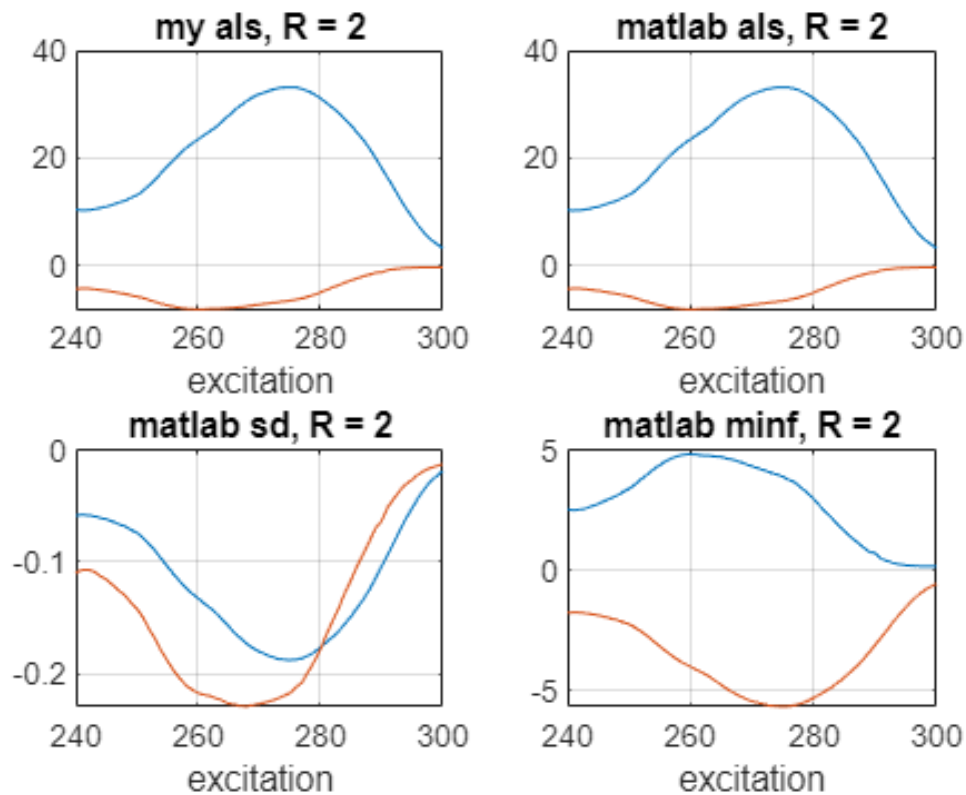 my als, R = 2
40
20
0
240 260 280 300
excitation
matlab als, R = 2
40
20
0
240 260 280 300
excitation
matlab sd, R = 2
0
-0.1
-0.2
240 260 280 300
excitation
matlab minf, R = 2
5
0
-5
240 260 280 300
excitation